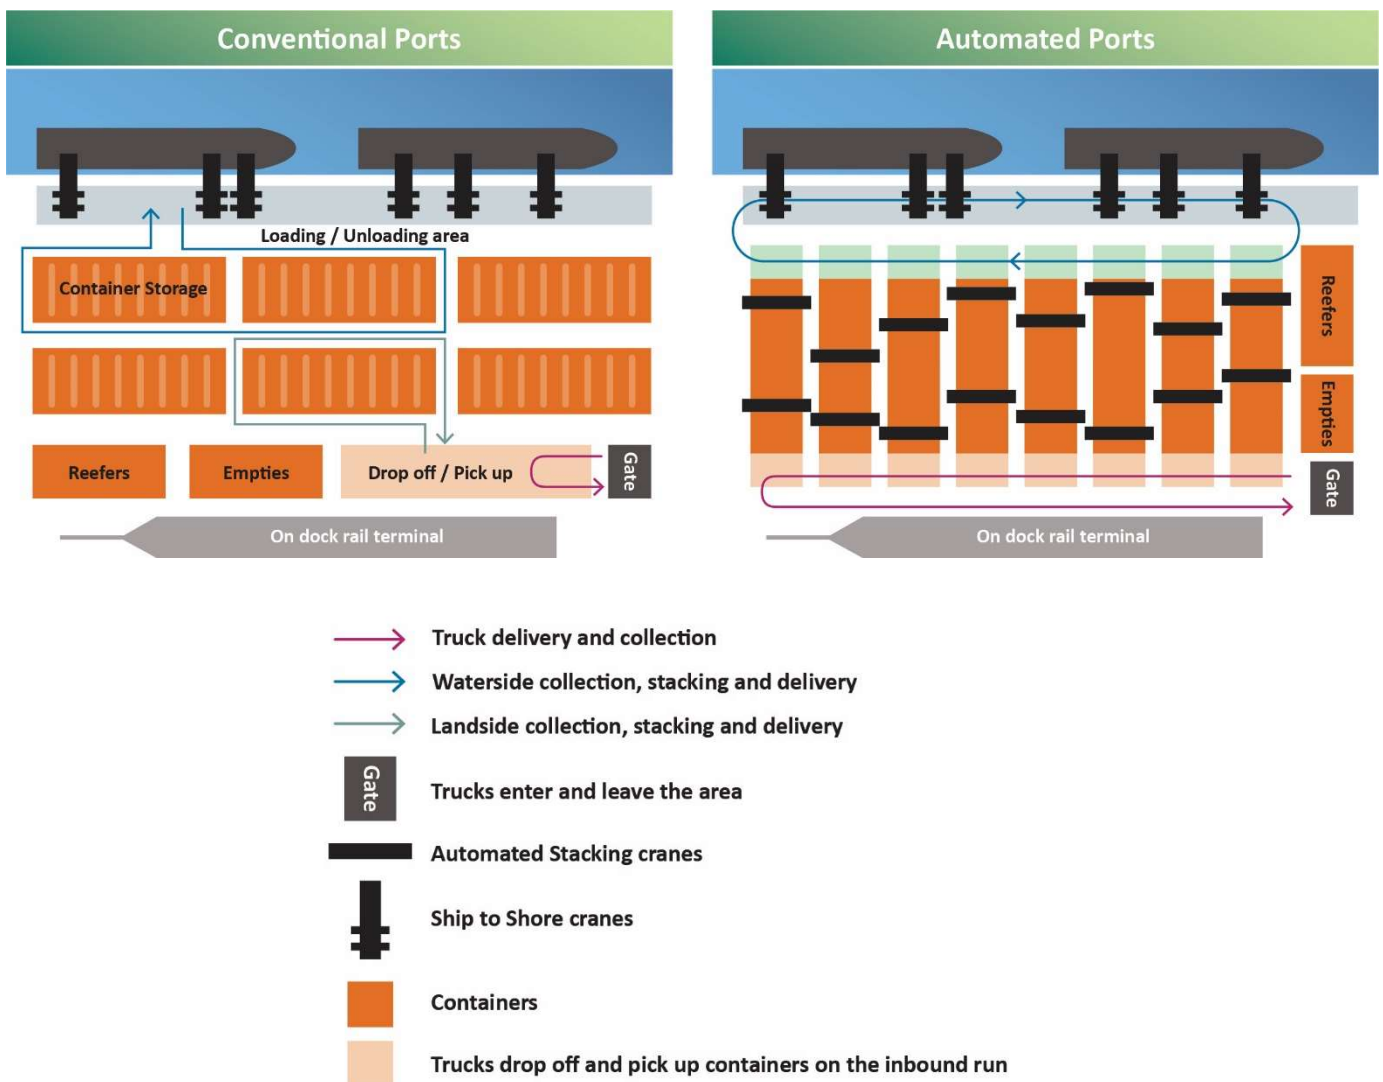 Conventional Ports
Loading / Unloading area
Container Storage
Reefers
Empties
Drop off / Pick up
Gate
On dock rail terminal
Automated Ports
Reefers
Empties
Gate
On dock rail terminal
Truck delivery and collection
Waterside collection, stacking and delivery
Landside collection, stacking and delivery
Gate
Trucks enter and leave the area
Automated Stacking cranes
Ship to Shore cranes
Containers
Trucks drop off and pick up containers on the inbound run